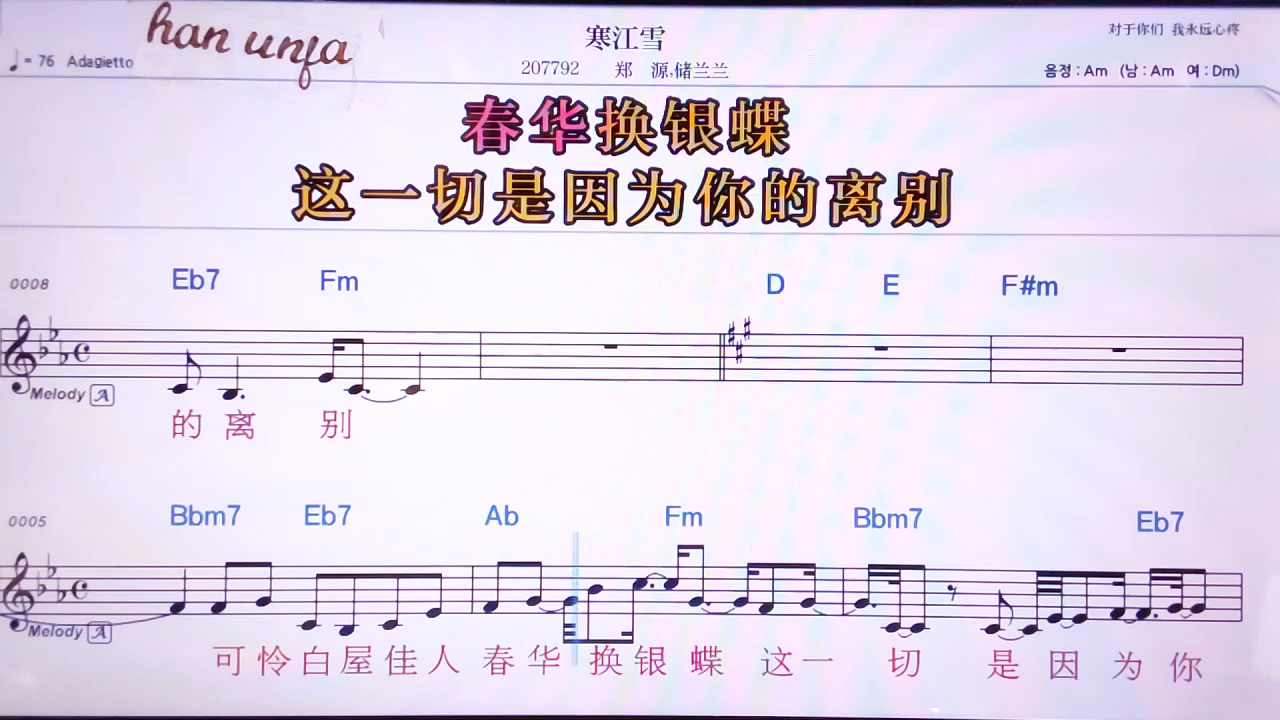 han unfa
♩= 76 Adagietto
寒江雪
207792 郑 源,储兰兰
对于你们 我永远心疼
음정 : Am (남 : Am 여 : Dm)
春华换银蝶
这一切是因为你的离别
0008
Eb7 Fm D E F#m
Melody A
的 离 别
0005
Bbm7 Eb7 Ab Fm Bbm7 Eb7
Melody A
可怜白屋佳人 春华 换银 蝶 这一 切 是 因 为 你